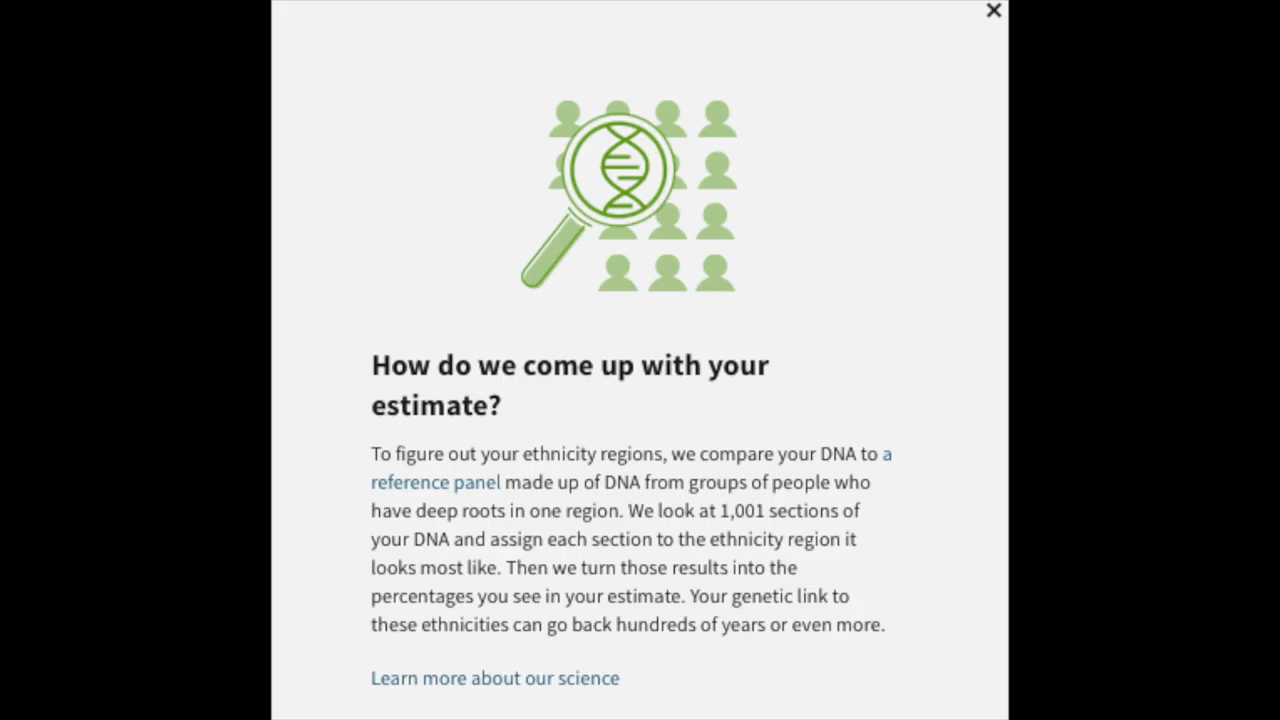 How do we come up with your
estimate?
To figure out your ethnicity regions, we compare your DNA to a
reference panel made up of DNA from groups of people who
have deep roots in one region. We look at 1,001 sections of
your DNA and assign each section to the ethnicity region it
looks most like. Then we turn those results into the
percentages you see in your estimate. Your genetic link to
these ethnicities can go back hundreds of years or even more.
Learn more about our science